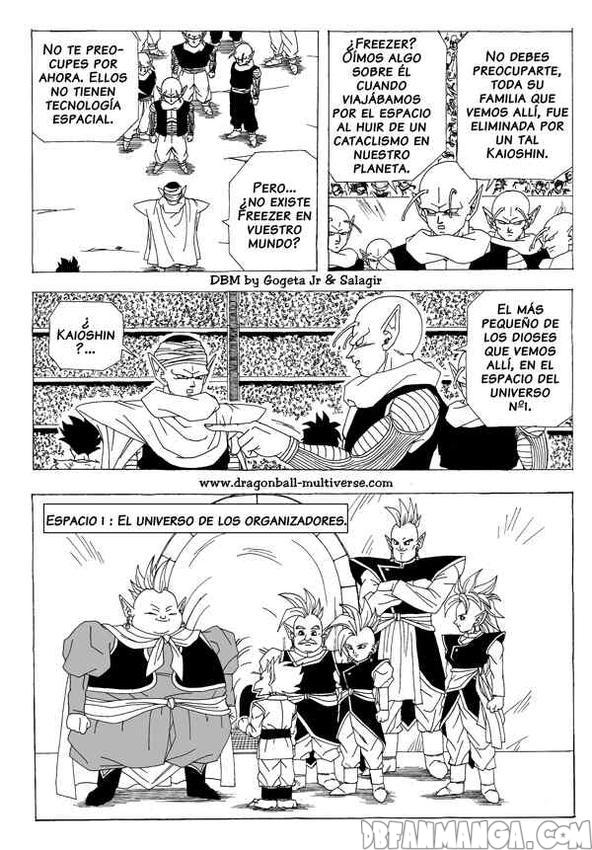 NO TE PREO-
CUPES POR
AHORA. ELLOS
NO TIENEN
TECNOLOGÍA
ESPACIAL.
PERO...
¿NO EXISTE
FREEZER EN
VUESTRO
MUNDO?
¿FREEZER?
OÍMOS ALGO
SOBRE ÉL
CUANDO
VIAJÁBAMOS
POR EL ESPACIO
AL HUIR DE UN
CATACLISMO EN
NUESTRO
PLANETA.
NO DEBES
PREOCUPARTE,
TODA SU
FAMILIA QUE
VEMOS ALLÍ, FUE
ELIMINADA POR
UN TAL
KAIOSHIN.
DBM by Gogeta Jr & Salagir
¿
KAIOSHIN
?...
EL MÁS
PEQUEÑO DE
LOS DIOSES
QUE VEMOS
ALLÍ, EN EL
ESPACIO DEL
UNIVERSO
Nº1.
www.dragonball-multiverse.com
ESPACIO 1 : EL UNIVERSO DE LOS ORGANIZADORES.
DBFANMANGA.COM